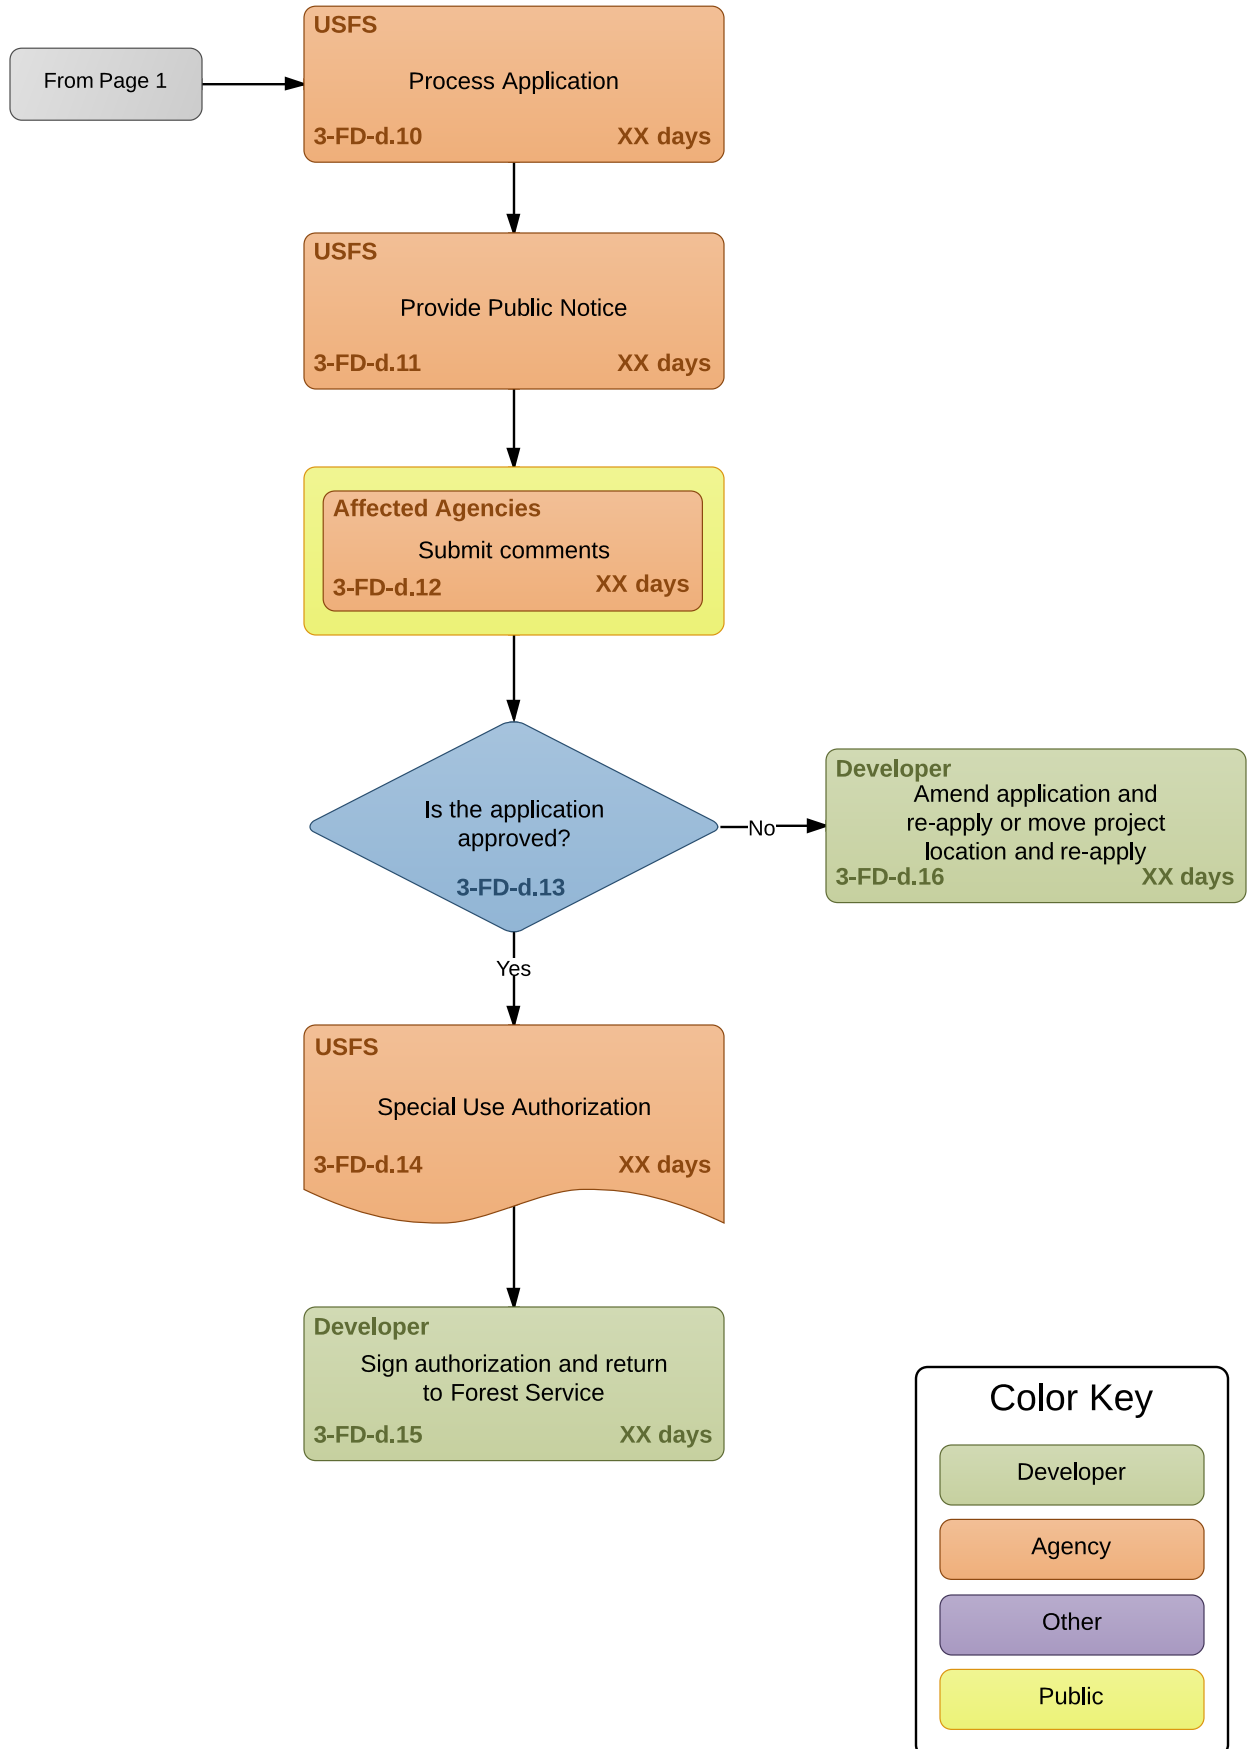 From Page 1
USFS
Process Application
3-FD-d.10 XX days
USFS
Provide Public Notice
3-FD-d.11 XX days
Affected Agencies
Submit comments
3-FD-d.12 XX days
Is the application
approved?
3-FD-d.13
No
Developer
Amend application and
re-apply or move project
location and re-apply
3-FD-d.16 XX days
Yes
USFS
Special Use Authorization
3-FD-d.14 XX days
Developer
Sign authorization and return
to Forest Service
3-FD-d.15 XX days
Color Key
Developer
Agency
Other
Public